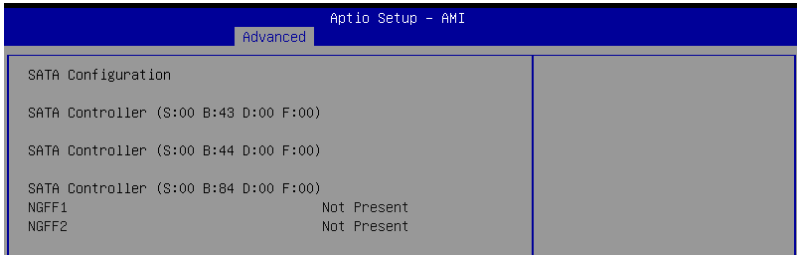 Aptio Setup – AMI
Advanced
SATA Configuration
SATA Controller (S:00 B:43 D:00 F:00)
SATA Controller (S:00 B:44 D:00 F:00)
SATA Controller (S:00 B:84 D:00 F:00)
NGFF1 Not Present
NGFF2 Not Present